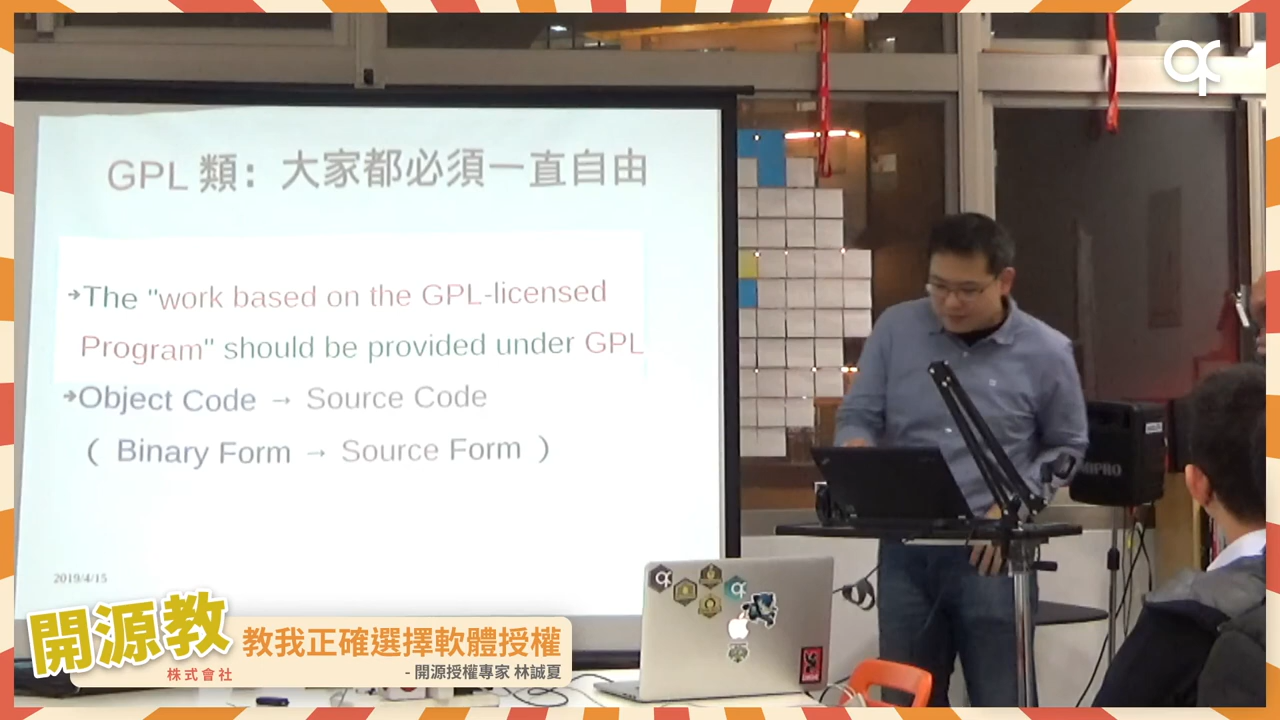 GPL 類：大家都必須一直自由
➔The "work based on the GPL-licensed
Program" should be provided under GPL
➔Object Code → Source Code
( Binary Form → Source Form )
2019/4/15
MIPRO
開源教
株式會社
教我正確選擇軟體授權
- 開源授權專家 林誠夏